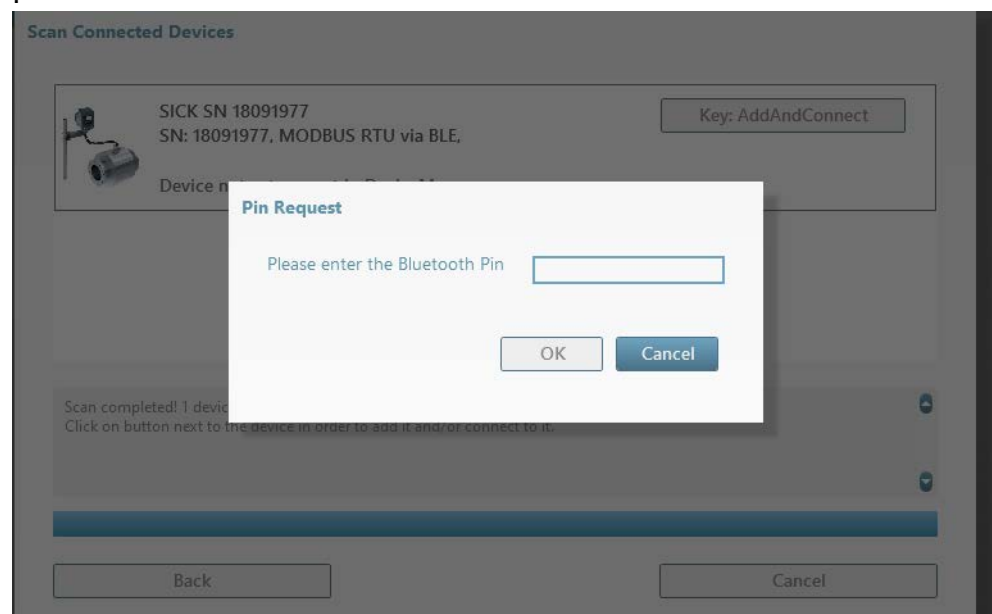 Scan Connected Devices
SICK SN 18091977
SN: 18091977, MODBUS RTU via BLE,
Key: AddAndConnect
Device
Pin Request
Please enter the Bluetooth Pin
OK
Cancel
Scan completed! 1
Click on button next to the device in order to add it and/or connect to it.
Back
Cancel